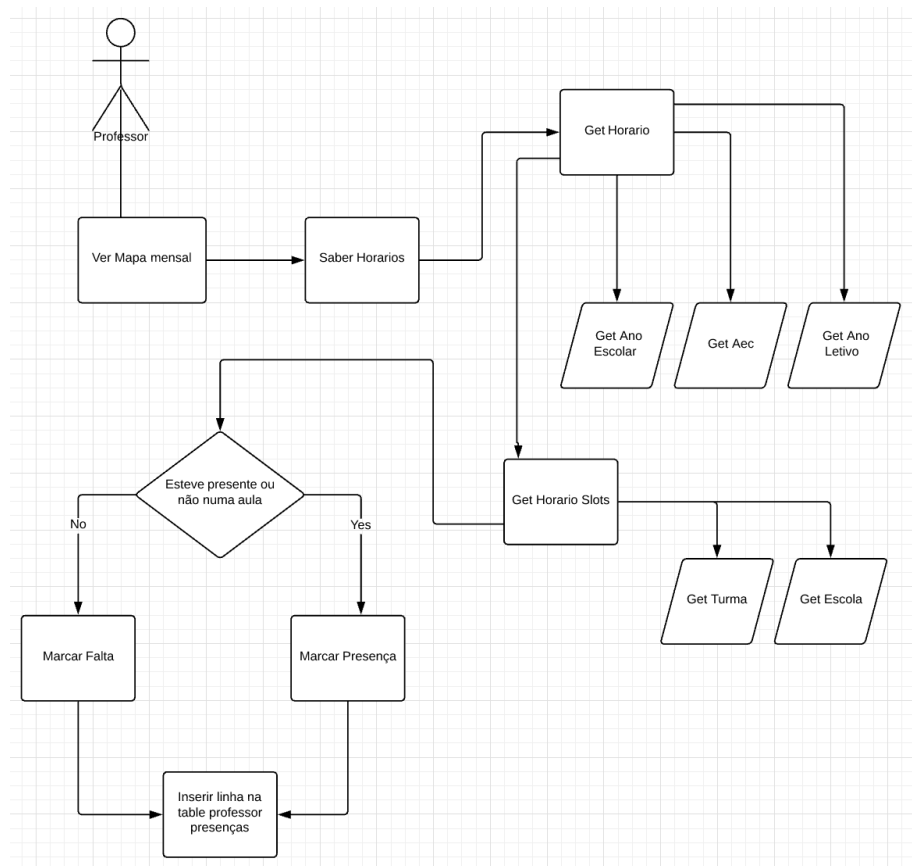 Professor
Get Horario
Ver Mapa mensal
Saber Horarios
Get Ano
Escolar
Get Aec
Get Ano
Letivo
Esteve presente ou
não numa aula
Get Horario Slots
No
Yes
Get Turma
Get Escola
Marcar Falta
Marcar Presença
Inserir linha na
table professor
presenças